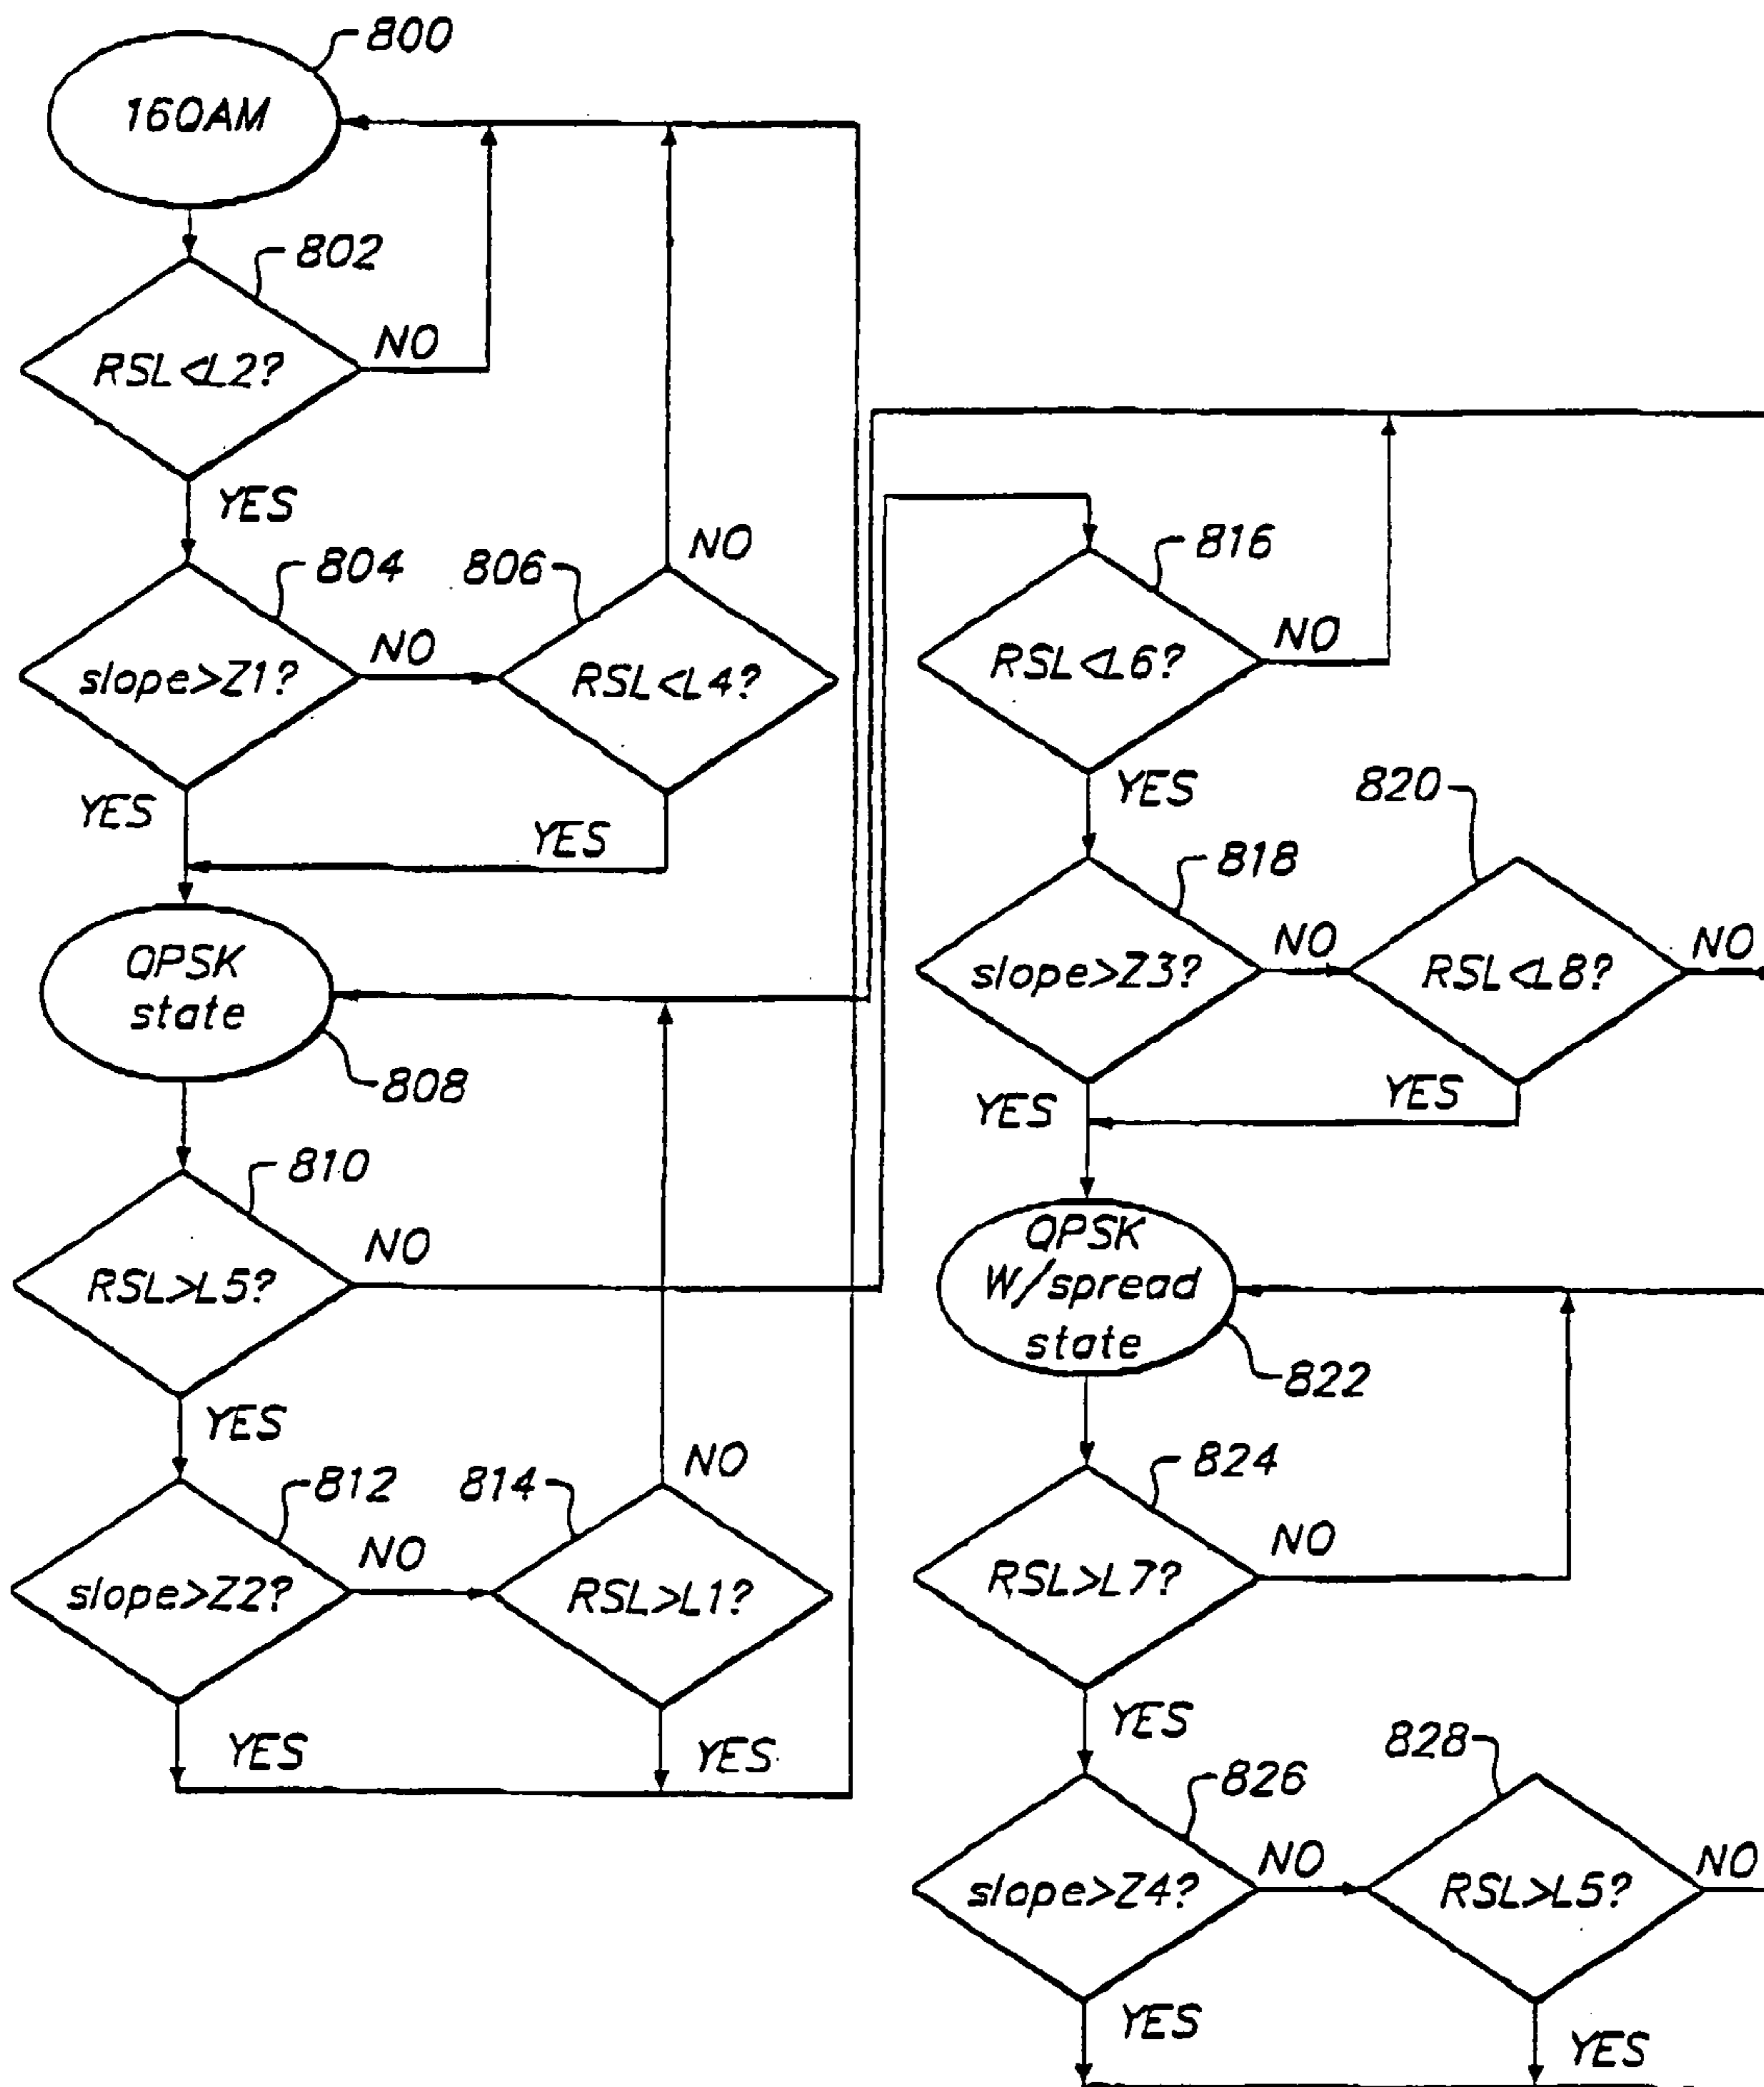 800
16QAM
802
RSL<L2?
NO
YES
804
slope>Z1?
NO
806
RSL<L4?
NO
YES
YES
QPSK
state
808
810
RSL>L5?
NO
YES
812
slope>Z2?
NO
814
RSL>L1?
NO
YES
YES
816
RSL<L6?
NO
YES
818
slope>Z3?
NO
820
RSL<L8?
NO
YES
YES
QPSK
W/spread
state
822
824
RSL>L7?
NO
YES
826
slope>Z4?
NO
828
RSL>L5?
NO
YES
YES